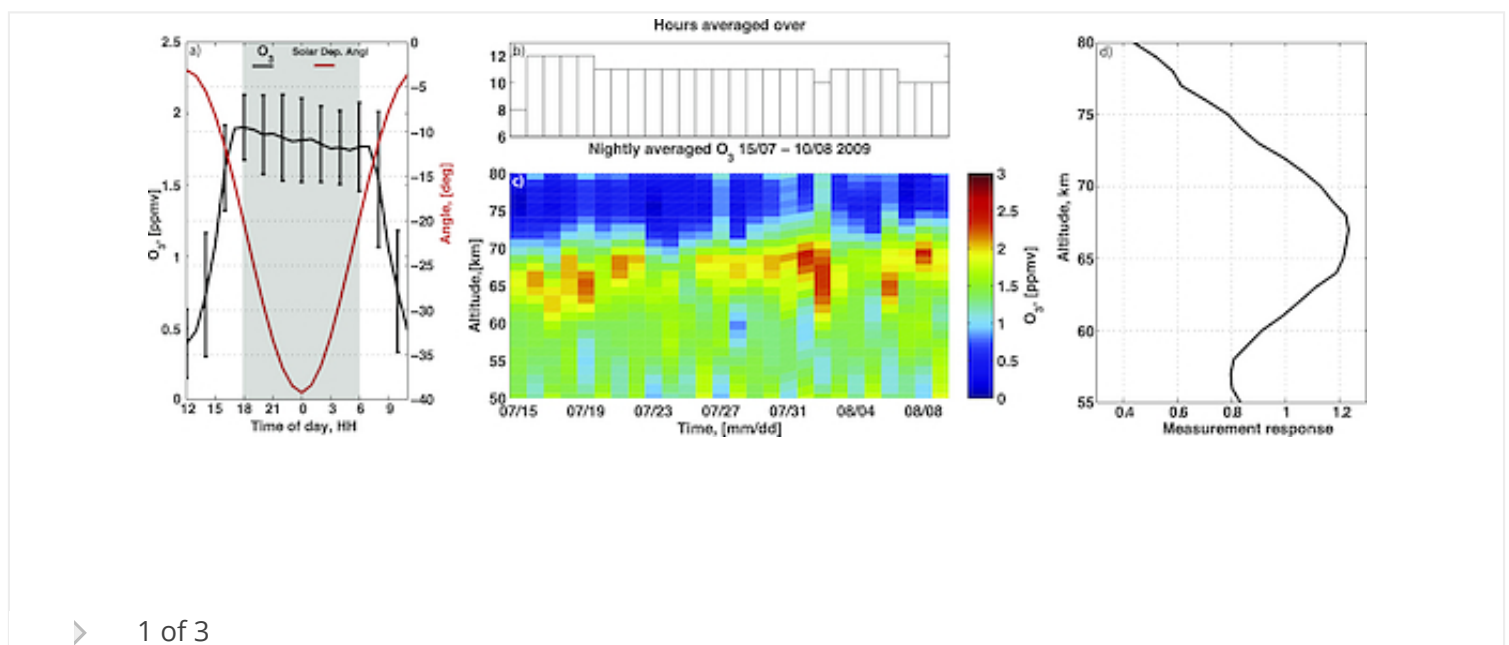 Hours averaged over
a)
O3
Solar Dep. Angl
2.5
2
1.5
1
0.5
0
O3, [ppmv]
0
−5
−10
−15
−20
−25
−30
−35
−40
Angle, [deg]
12 15 18 21 0 3 6 9
Time of day, HH
b)
12
10
8
6
Nightly averaged O3 15/07 − 10/08 2009
c)
80
75
70
65
60
55
50
Altitude,[km]
07/15 07/19 07/23 07/27 07/31 08/04 08/08
Time, [mm/dd]
3
2.5
2
1.5
1
0.5
0
O3, [ppmv]
d)
80
75
70
65
60
55
Altitude, km
0.4 0.6 0.8 1 1.2
Measurement response
1 of 3